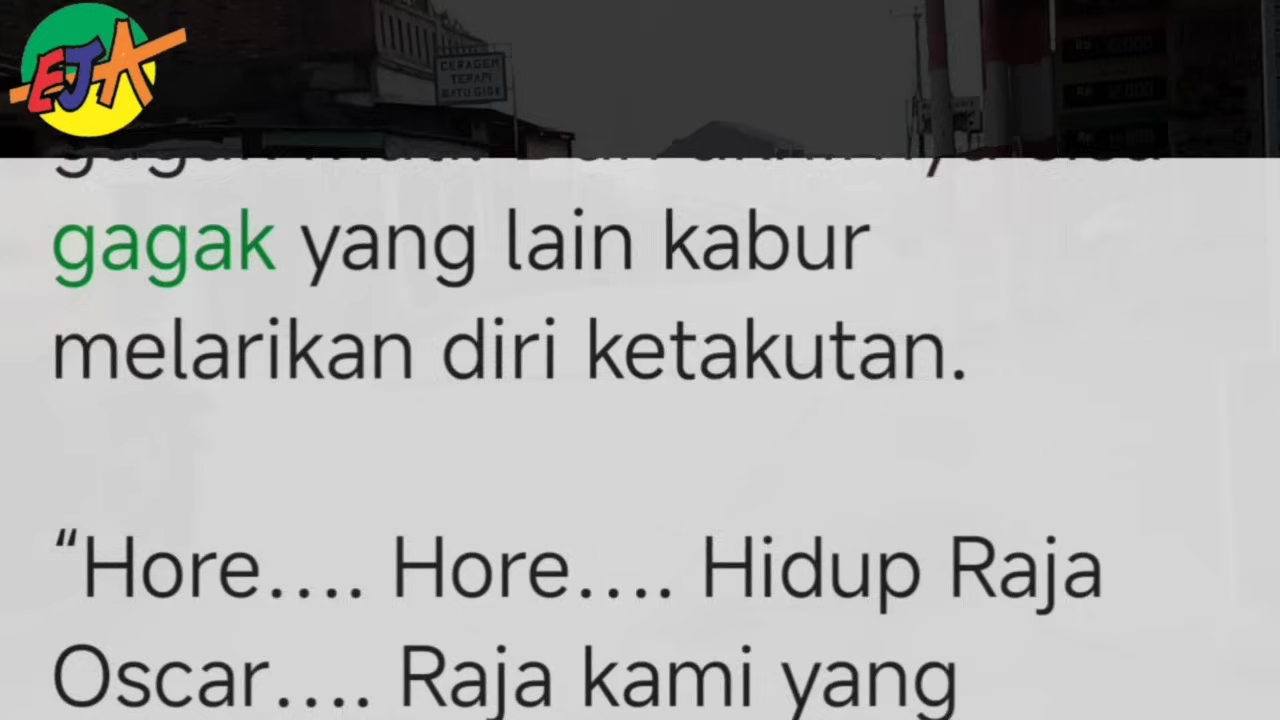 EJA
CERAGEM
TERAPI
BATU GIOK
gagak yang lain kabur
melarikan diri ketakutan.
“Hore.... Hore.... Hidup Raja
Oscar.... Raja kami yang